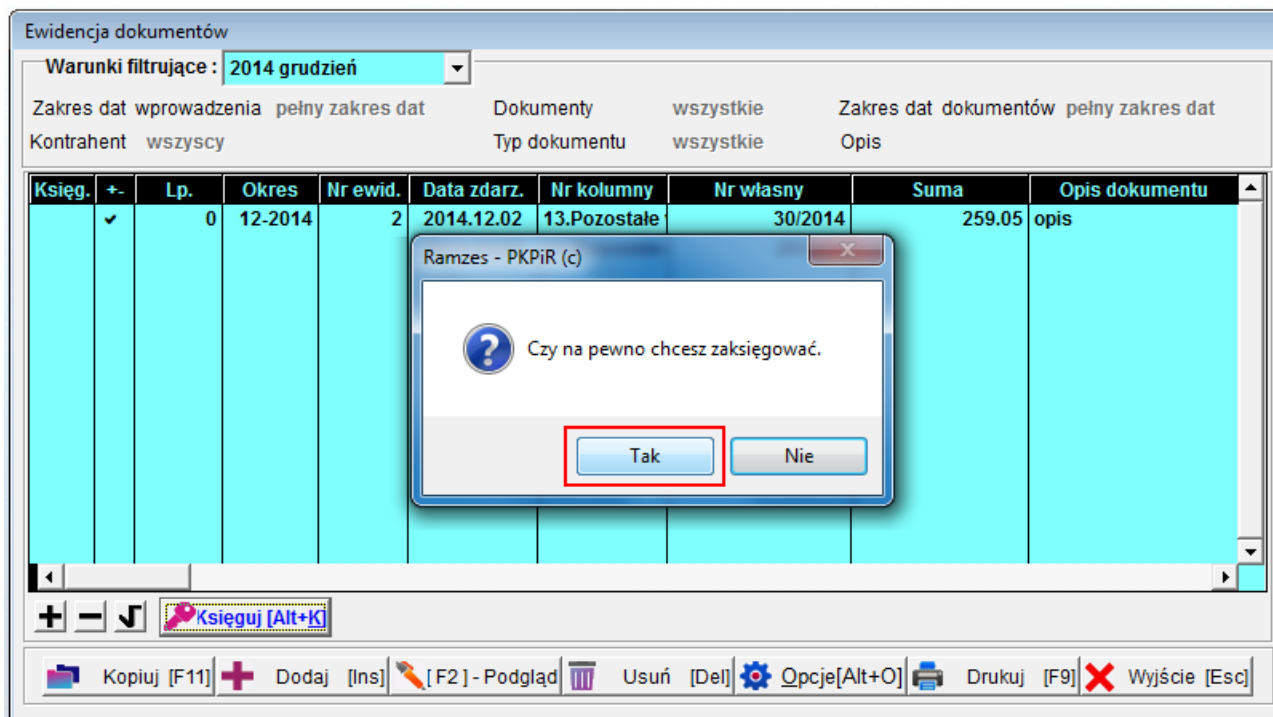 Ewidencja dokumentów
Warunki filtrujące : 2014 grudzień
Zakres dat wprowadzenia pełny zakres dat Dokumenty wszystkie Zakres dat dokumentów pełny zakres dat
Kontrahent wszyscy Typ dokumentu wszystkie Opis
Księg. +- Lp. Okres Nr ewid. Data zdarz. Nr kolumny Nr własny Suma Opis dokumentu
0 12-2014 2 2014.12.02 13.Pozostałe 30/2014 259.05 opis
Ramzes - PKPiR (c)
Czy na pewno chcesz zaksięgować.
Tak Nie
Księguj [Alt+K]
Kopiuj [F11] Dodaj [Ins] [ F2 ] - Podgląd Usuń [Del] Opcje[Alt+O] Drukuj [F9] Wyjście [Esc]